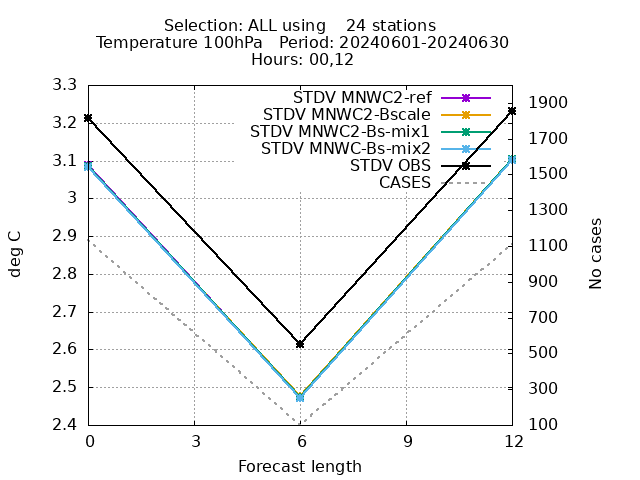 Selection: ALL using    24 stations
Temperature 100hPa   Period: 20240601-20240630
Hours: 00,12
STDV MNWC2-ref
STDV MNWC2-Bscale
STDV MNWC2-Bs-mix1
STDV MNWC-Bs-mix2
STDV OBS
CASES
3.3
3.2
3.1
3
2.9
2.8
2.7
2.6
2.5
2.4
deg C
1900
1700
1500
1300
1100
900
700
500
300
100
No cases
0 3 6 9 12
Forecast length